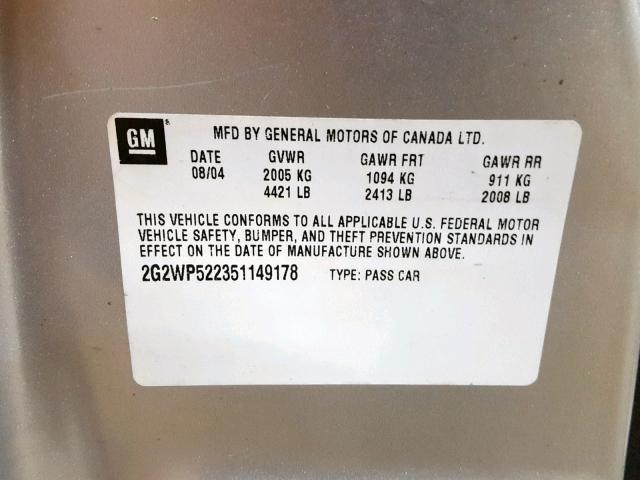 GM
MFD BY GENERAL MOTORS OF CANADA LTD.
DATE GVWR GAWR FRT GAWR RR
08/04 2005 KG 1094 KG 911 KG
4421 LB 2413 LB 2008 LB
THIS VEHICLE CONFORMS TO ALL APPLICABLE U.S. FEDERAL MOTOR
VEHICLE SAFETY, BUMPER, AND THEFT PREVENTION STANDARDS IN
EFFECT ON THE DATE OF MANUFACTURE SHOWN ABOVE.
2G2WP522351149178 TYPE: PASS CAR